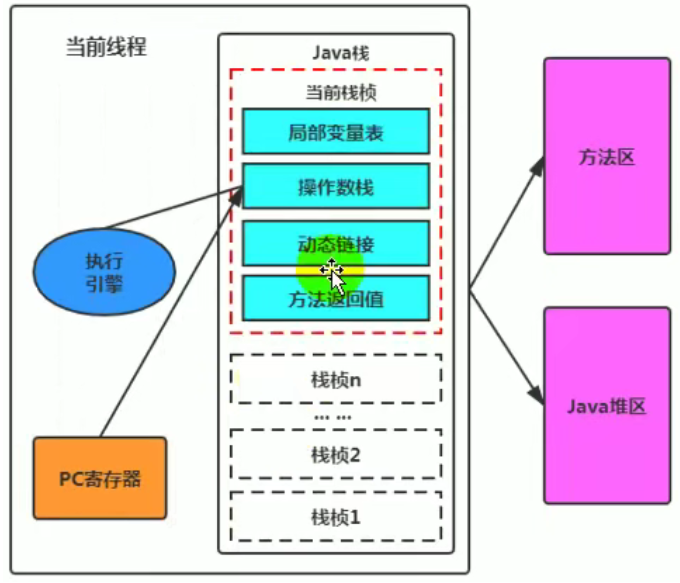 当前线程
Java栈
当前栈桢
局部变量表
操作数栈
动态链接
方法返回值
执行
引擎
栈桢n
... ...
栈桢2
栈桢1
PC寄存器
方法区
Java堆区